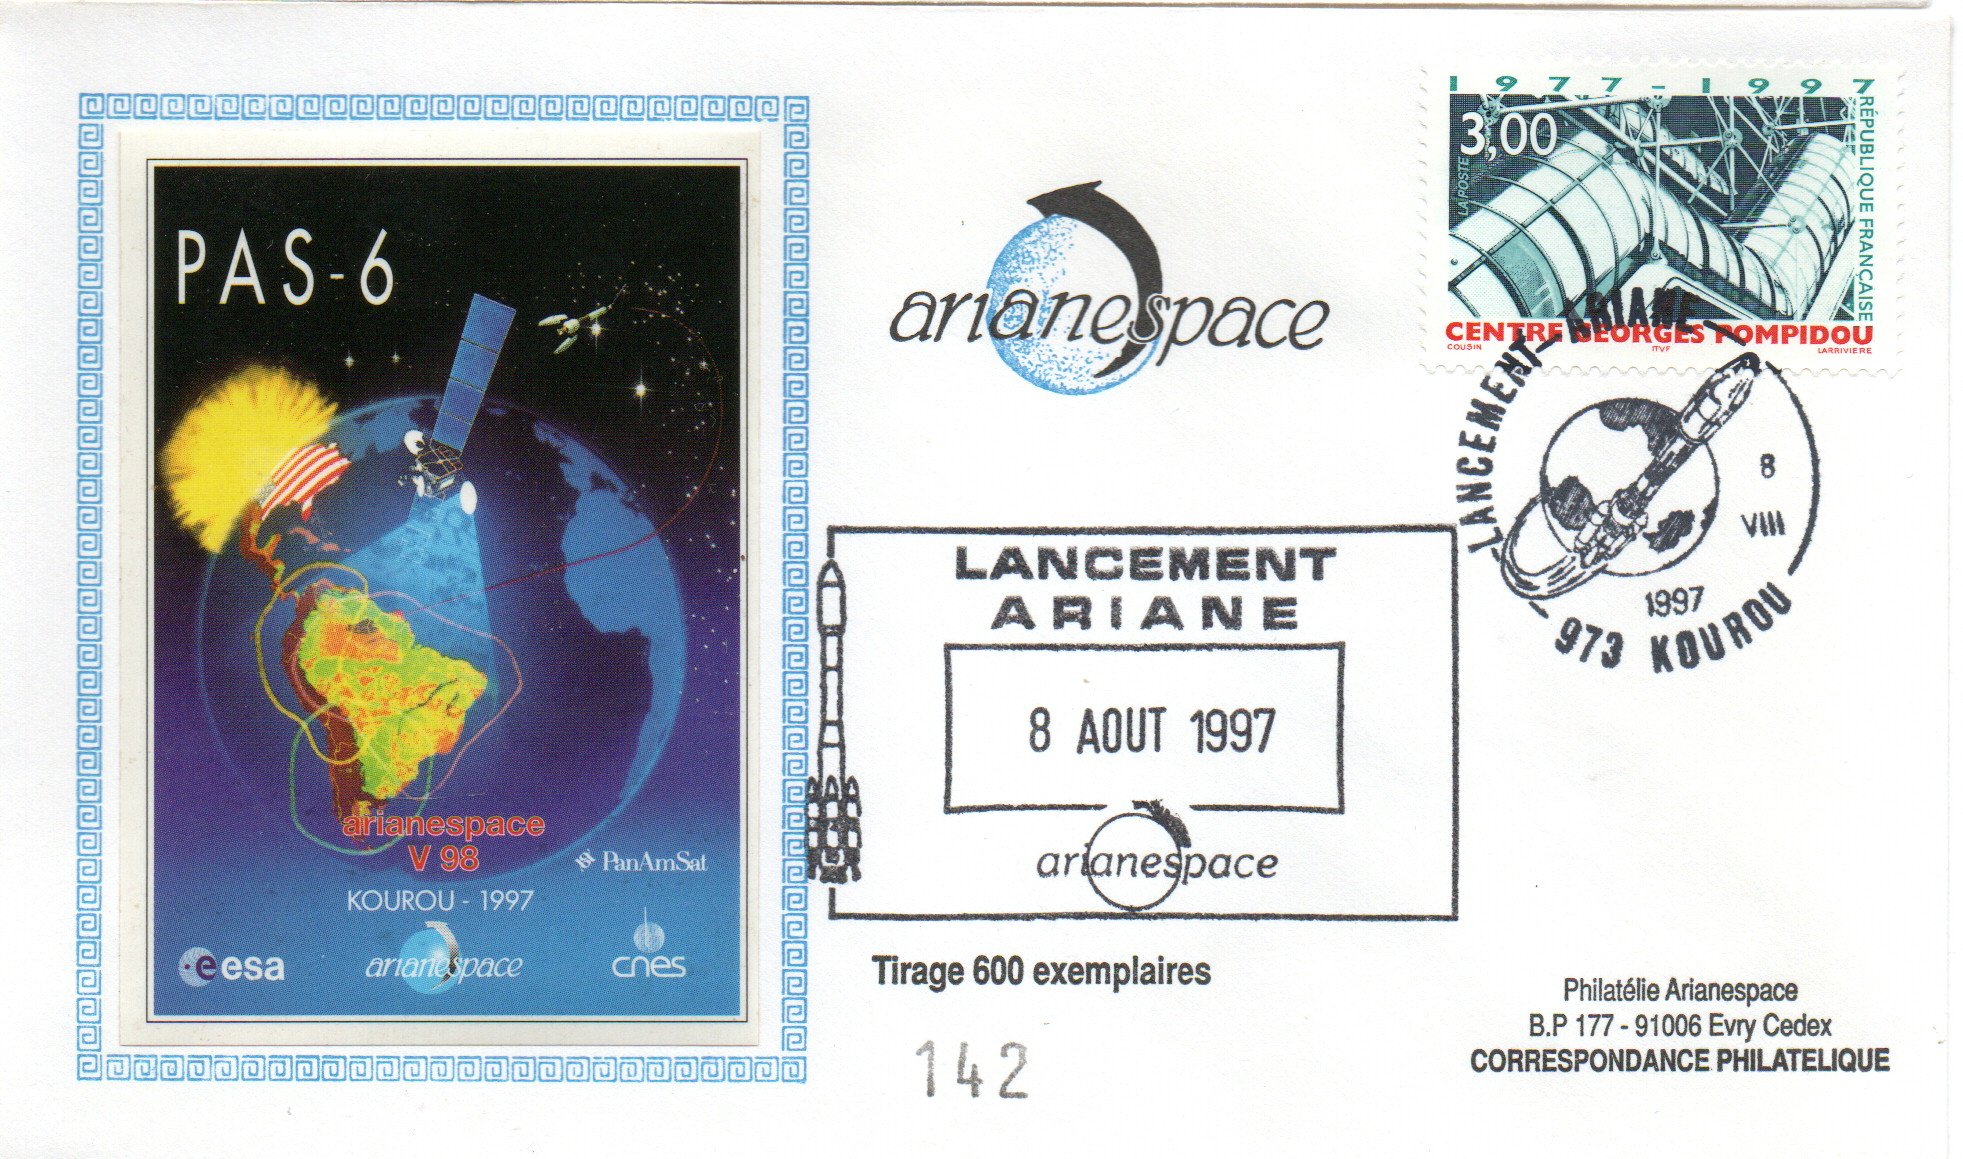 PAS-6
arianespace
V 98
PanAmSat
KOUROU - 1997
esa
arianespace
cnes
arianespace
1977-1997
3,00
LA POSTE
RÉPUBLIQUE FRANÇAISE
CENTRE GEORGES POMPIDOU
COUSIN ITVF LARRIVIERE
LANCEMENT-ARIANE
8
VIII
1997
973 KOUROU
LANCEMENT
ARIANE
8 AOUT 1997
arianespace
Tirage 600 exemplaires
142
Philatélie Arianespace
B.P 177 - 91006 Evry Cedex
CORRESPONDANCE PHILATELIQUE